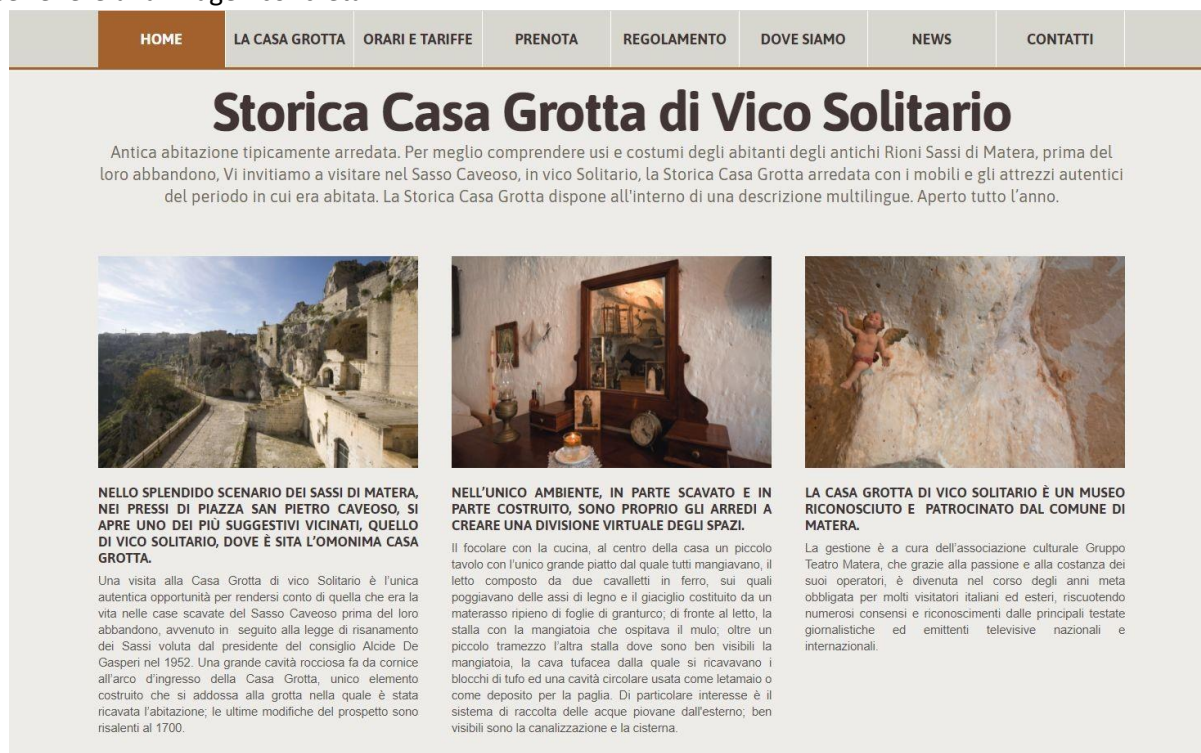 HOME LA CASA GROTTA ORARI E TARIFFE PRENOTA REGOLAMENTO DOVE SIAMO NEWS CONTATTI
Storica Casa Grotta di Vico Solitario
Antica abitazione tipicamente arredata. Per meglio comprendere usi e costumi degli abitanti degli antichi Rioni Sassi di Matera, prima del
loro abbandono, Vi invitiamo a visitare nel Sasso Caveoso, in vico Solitario, la Storica Casa Grotta arredata con i mobili e gli attrezzi autentici
del periodo in cui era abitata. La Storica Casa Grotta dispone all'interno di una descrizione multilingue. Aperto tutto l’anno.
NELLO SPLENDIDO SCENARIO DEI SASSI DI MATERA,
NEI PRESSI DI PIAZZA SAN PIETRO CAVEOSO, SI
APRE UNO DEI PIÙ SUGGESTIVI VICINATI, QUELLO
DI VICO SOLITARIO, DOVE È SITA L’OMONIMA CASA
GROTTA.
Una visita alla Casa Grotta di vico Solitario è l’unica
autentica opportunità per rendersi conto di quella che era la
vita nelle case scavate del Sasso Caveoso prima del loro
abbandono, avvenuto in seguito alla legge di risanamento
dei Sassi voluta dal presidente del consiglio Alcide De
Gasperi nel 1952. Una grande cavità rocciosa fa da cornice
all’arco d’ingresso della Casa Grotta, unico elemento
costruito che si addossa alla grotta nella quale è stata
ricavata l’abitazione; le ultime modifiche del prospetto sono
risalenti al 1700.
NELL’UNICO AMBIENTE, IN PARTE SCAVATO E IN
PARTE COSTRUITO, SONO PROPRIO GLI ARREDI A
CREARE UNA DIVISIONE VIRTUALE DEGLI SPAZI.
Il focolare con la cucina, al centro della casa un piccolo
tavolo con l’unico grande piatto dal quale tutti mangiavano, il
letto composto da due cavalletti in ferro, sui quali
poggiavano delle assi di legno e il giaciglio costituito da un
materasso ripieno di foglie di granturco; di fronte al letto, la
stalla con la mangiatoia che ospitava il mulo; oltre un
piccolo tramezzo l’altra stalla dove sono ben visibili la
mangiatoia, la cava tufacea dalla quale si ricavavano i
blocchi di tufo ed una cavità circolare usata come letamaio o
come deposito per la paglia. Di particolare interesse è il
sistema di raccolta delle acque piovane dall'esterno; ben
visibili sono la canalizzazione e la cisterna.
LA CASA GROTTA DI VICO SOLITARIO È UN MUSEO
RICONOSCIUTO E PATROCINATO DAL COMUNE DI
MATERA.
La gestione è a cura dell’associazione culturale Gruppo
Teatro Matera, che grazie alla passione e alla costanza dei
suoi operatori, è divenuta nel corso degli anni meta
obbligata per molti visitatori italiani ed esteri, riscuotendo
numerosi consensi e riconoscimenti dalle principali testate
giornalistiche ed emittenti televisive nazionali e
internazionali.